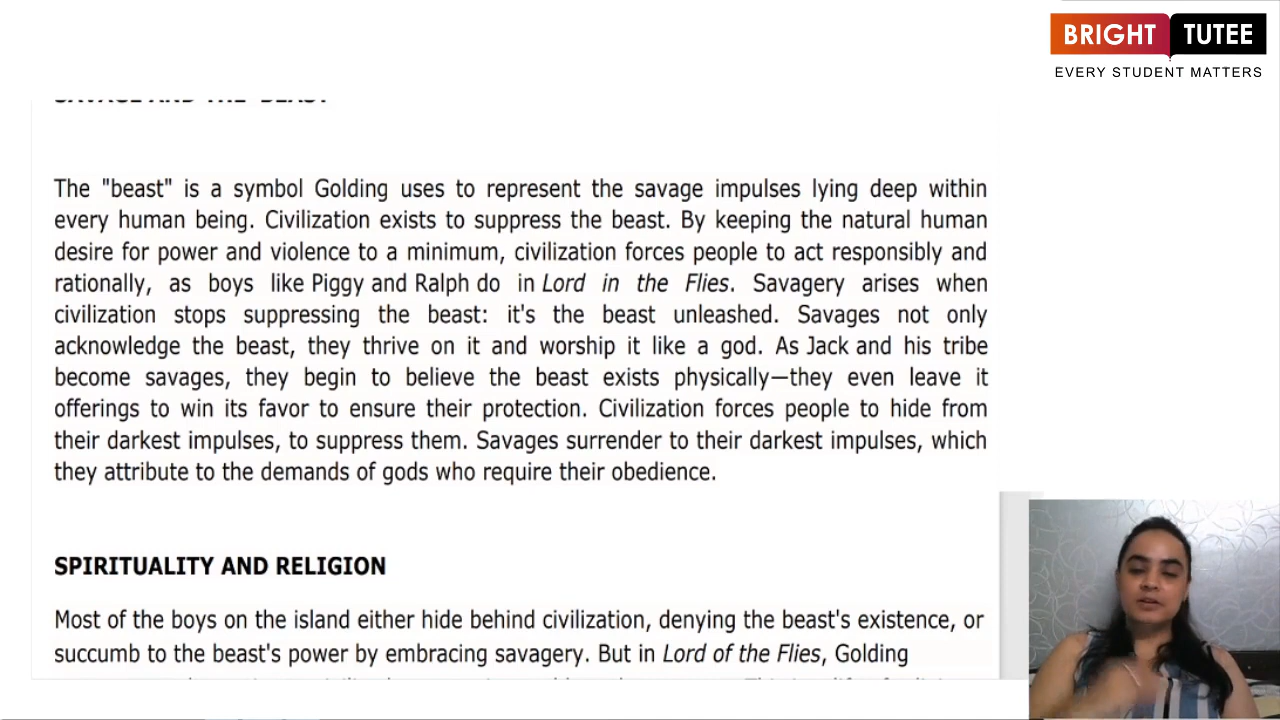 BRIGHT TUTEE
EVERY STUDENT MATTERS
SAVAGE AND THE "BEAST"
The "beast" is a symbol Golding uses to represent the savage impulses lying deep within
every human being. Civilization exists to suppress the beast. By keeping the natural human
desire for power and violence to a minimum, civilization forces people to act responsibly and
rationally, as boys like Piggy and Ralph do in Lord in the Flies. Savagery arises when
civilization stops suppressing the beast: it's the beast unleashed. Savages not only
acknowledge the beast, they thrive on it and worship it like a god. As Jack and his tribe
become savages, they begin to believe the beast exists physically—they even leave it
offerings to win its favor to ensure their protection. Civilization forces people to hide from
their darkest impulses, to suppress them. Savages surrender to their darkest impulses, which
they attribute to the demands of gods who require their obedience.
SPIRITUALITY AND RELIGION
Most of the boys on the island either hide behind civilization, denying the beast's existence, or
succumb to the beast's power by embracing savagery. But in Lord of the Flies, Golding